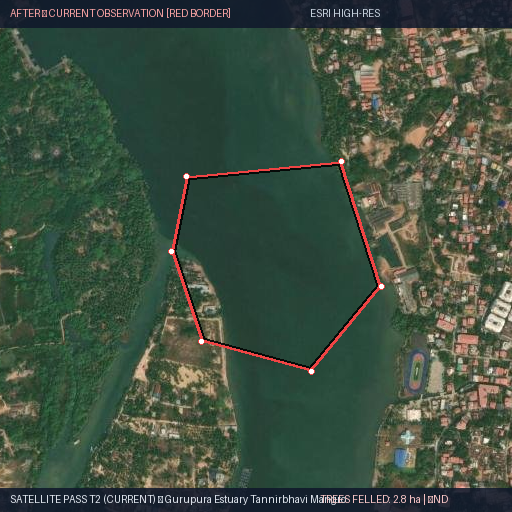 AFTER CURRENT OBSERVATION [RED BORDER]
ESRI HIGH-RES
SATELLITE PASS T2 (CURRENT) Gurupura Estuary Tannirbhavi
TREES FELLED: 2.8 ha | ND